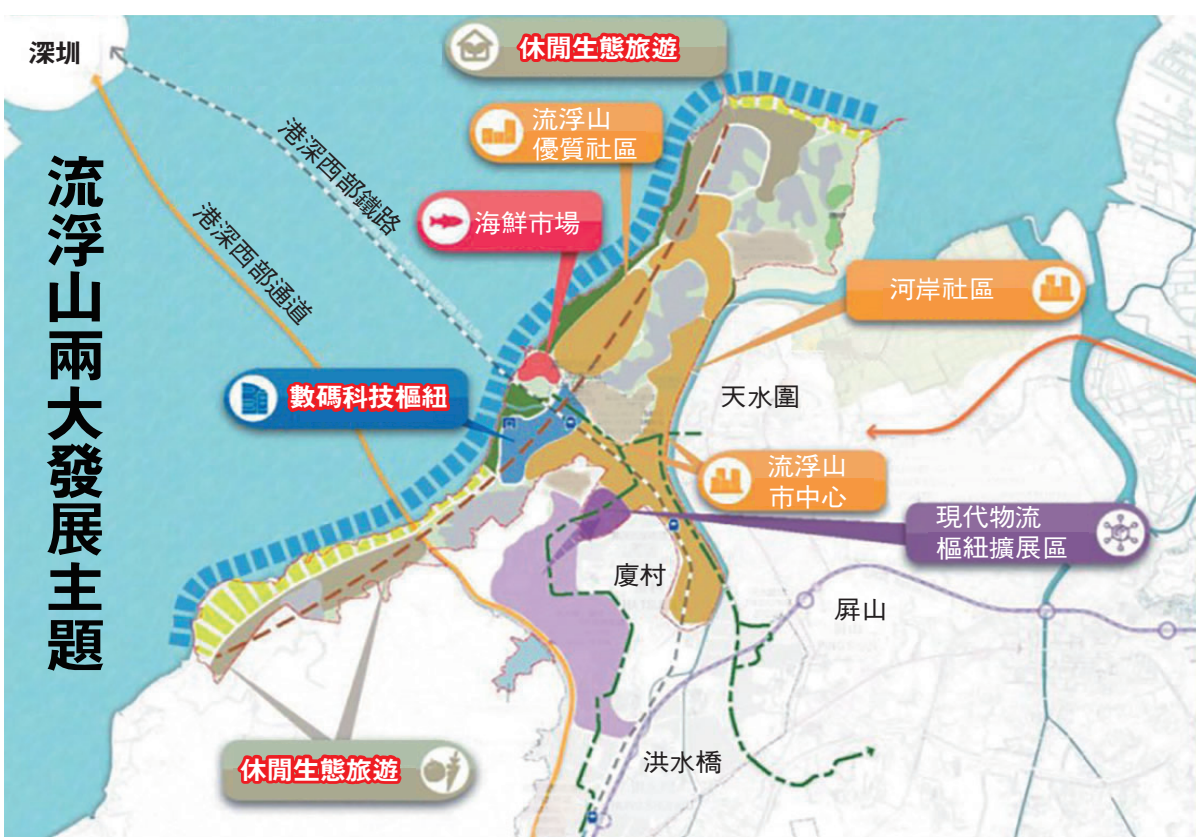 流浮山兩大發展主題
深圳
休閒生態旅遊
流浮山
優質社區
港深西部鐵路
海鮮市場
港深西部通道
河岸社區
數碼科技樞紐
天水圍
流浮山
市中心
現代物流
樞紐擴展區
廈村
屏山
洪水橋
休閒生態旅遊